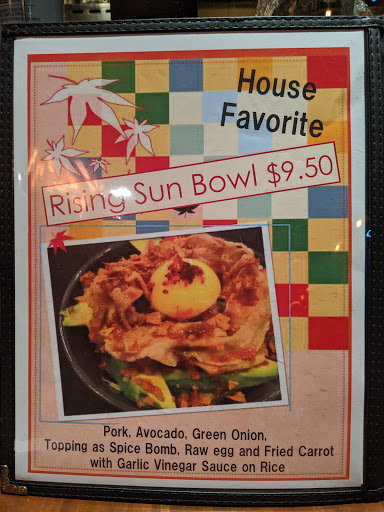 House
Favorite
Rising Sun Bowl $9.50
Pork, Avocado, Green Onion,
Topping as Spice Bomb, Raw egg and Fried Carrot
with Garlic Vinegar Sauce on Rice